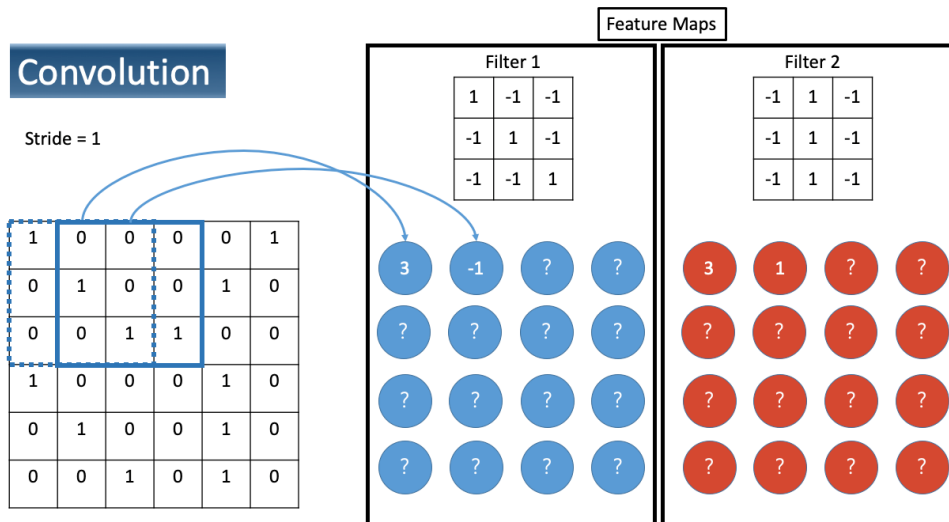 Feature Maps
Convolution
Stride = 1
1 0 0 0 0 1
0 1 0 0 1 0
0 0 1 1 0 0
1 0 0 0 1 0
0 1 0 0 1 0
0 0 1 0 1 0
Filter 1
1 -1 -1
-1 1 -1
-1 -1 1
3 -1 ? ?
? ? ? ?
? ? ? ?
? ? ? ?
Filter 2
-1 1 -1
-1 1 -1
-1 1 -1
3 1 ? ?
? ? ? ?
? ? ? ?
? ? ? ?